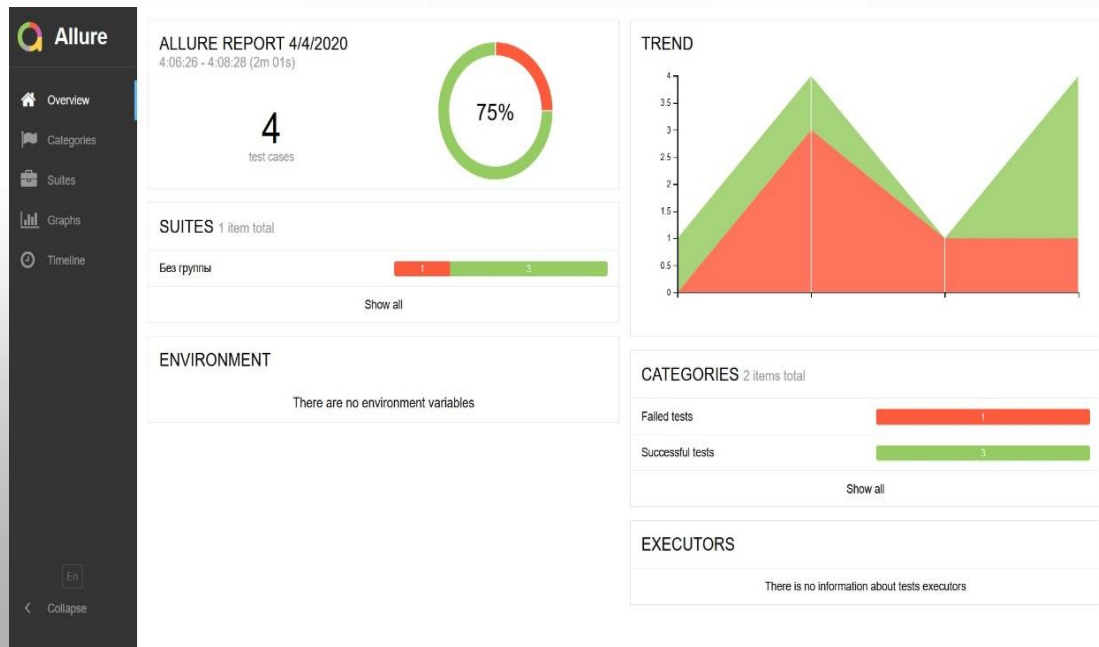 Allure
Overview
Categories
Suites
Graphs
Timeline
En
Collapse
ALLURE REPORT 4/4/2020
4:06:26 - 4:08:28 (2m 01s)
4
test cases
75%
SUITES 1 item total
Без группы
1 3
Show all
ENVIRONMENT
There are no environment variables
TREND
4
3.5
3
2.5
2
1.5
1
0.5
0
CATEGORIES 2 items total
Failed tests 1
Successful tests 3
Show all
EXECUTORS
There is no information about tests executors